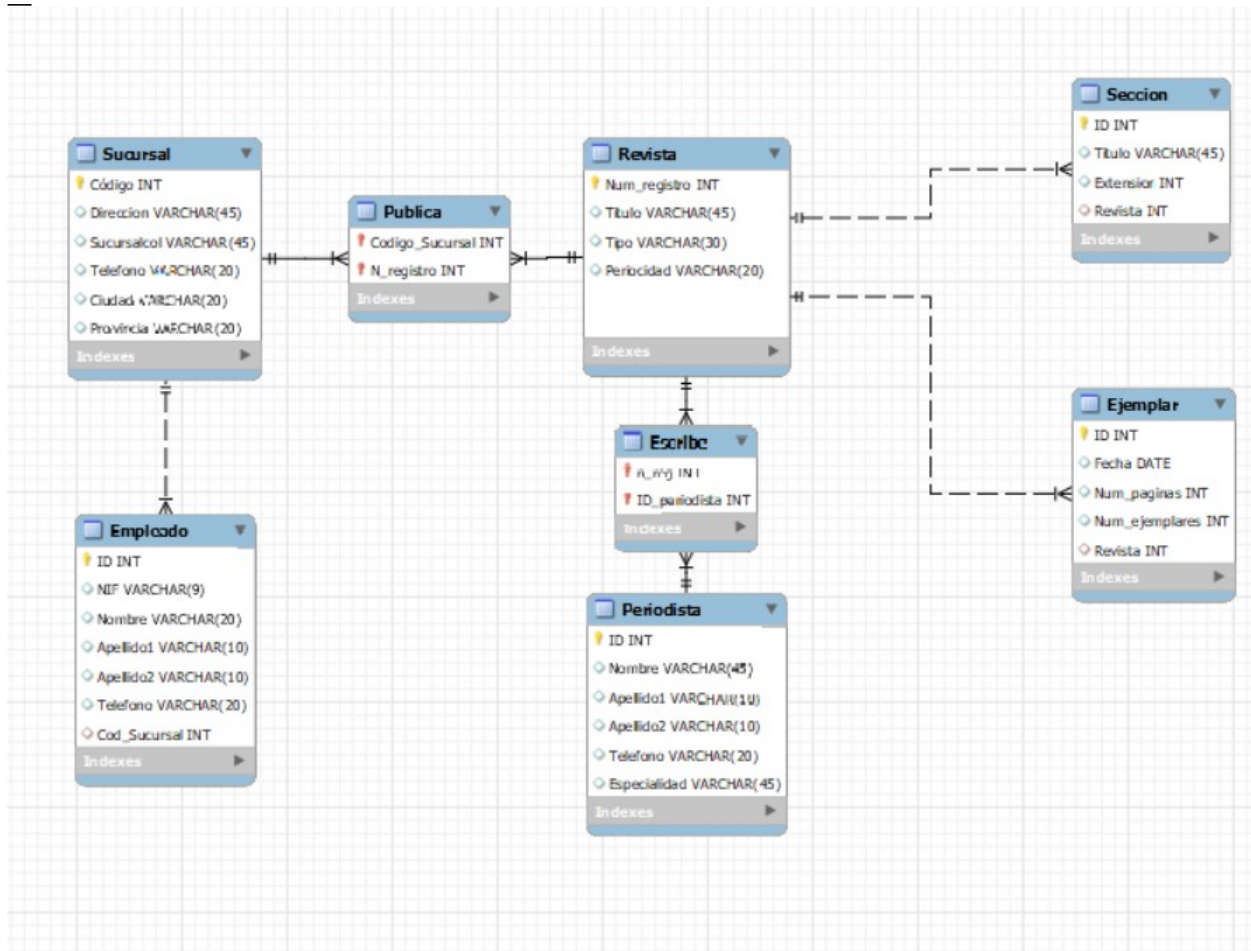 Sucursal
Código INT
Direccion VARCHAR(45)
Sucursalcol VARCHAR(45)
Telefono VARCHAR(20)
Ciudad VARCHAR(20)
Provincia VARCHAR(20)
Indexes
Publica
Codigo_Sucursal INT
N_registro INT
Indexes
Revista
Num_registro INT
Titulo VARCHAR(45)
Tipo VARCHAR(30)
Periocidad VARCHAR(20)
Indexes
Seccion
ID INT
Titulo VARCHAR(45)
Extension INT
Revista INT
Indexes
Escribe
n_reg INT
ID_periodista INT
Indexes
Ejemplar
ID INT
Fecha DATE
Num_paginas INT
Num_ejemplares INT
Revista INT
Indexes
Empleado
ID INT
NIF VARCHAR(9)
Nombre VARCHAR(20)
Apellido1 VARCHAR(10)
Apellido2 VARCHAR(10)
Telefono VARCHAR(20)
Cod_Sucursal INT
Indexes
Periodista
ID INT
Nombre VARCHAR(45)
Apellido1 VARCHAR(10)
Apellido2 VARCHAR(10)
Telefono VARCHAR(20)
Especialidad VARCHAR(45)
Indexes